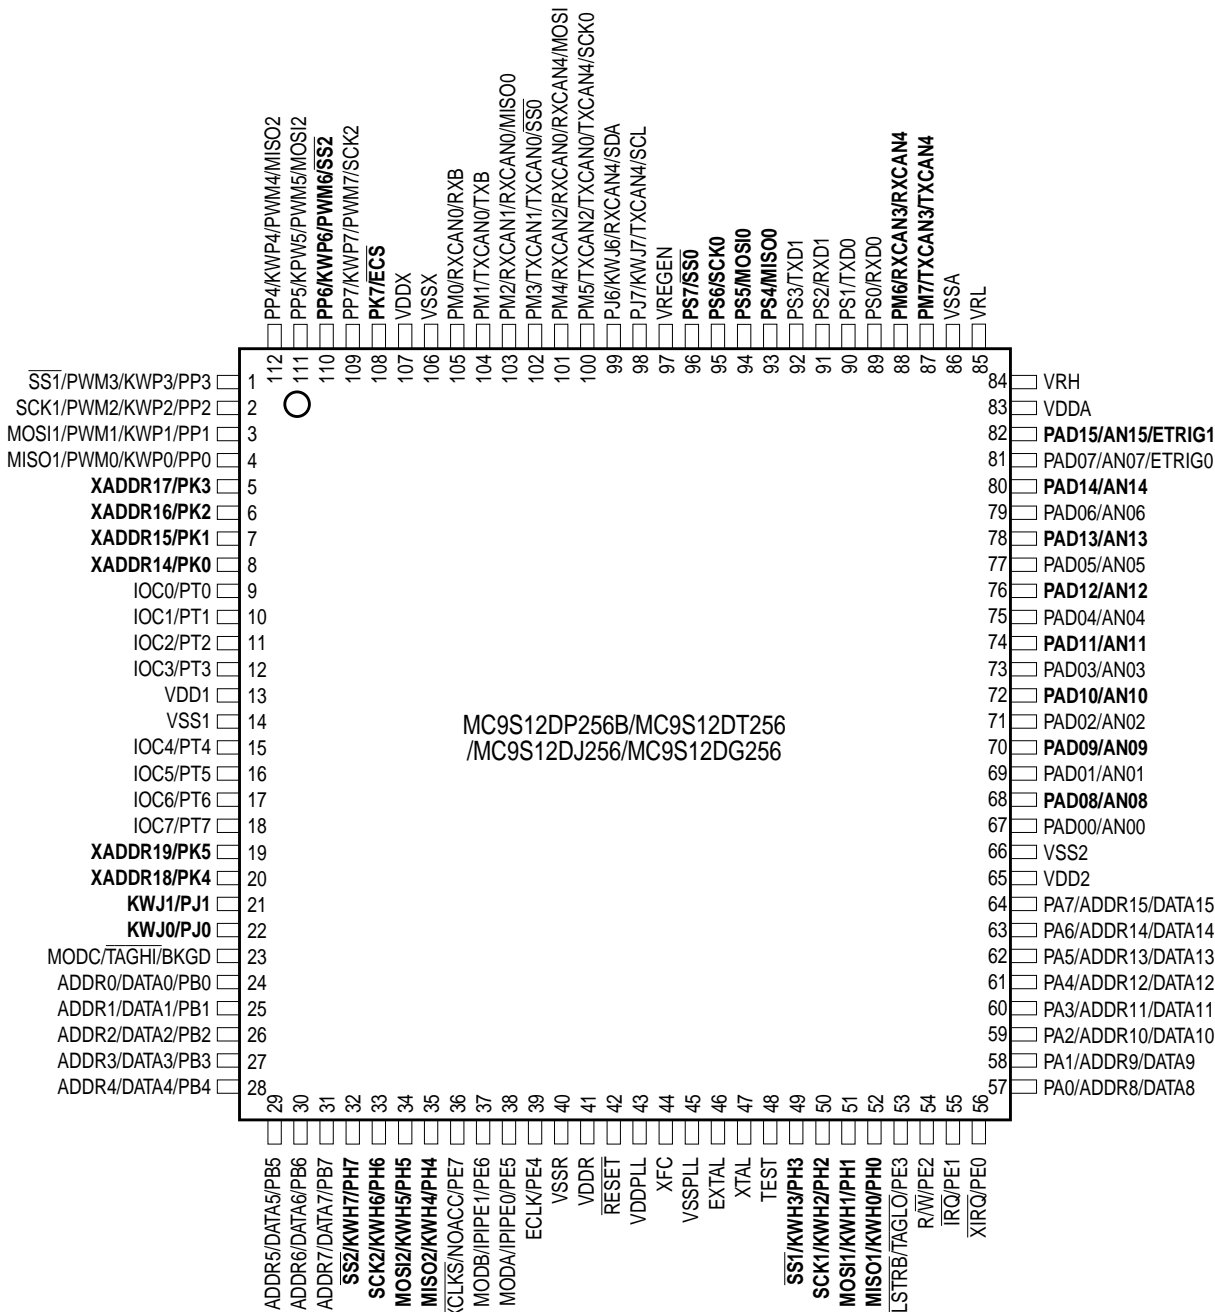 PP4/KWP4/PWM4/MISO2
PP5/KPW5/PWM5/MOSI2
PP6/KWP6/PWM6/SS2
PP7/KWP7/PWM7/SCK2
PK7/ECS
VDDX
VSSX
PM0/RXCAN0/RXB
PM1/TXCAN0/TXB
PM2/RXCAN1/RXCAN0/MISO0
PM3/TXCAN1/TXCAN0/SS0
PM4/RXCAN2/RXCAN0/RXCAN4/MOSI
PM5/TXCAN2/TXCAN0/TXCAN4/SCK0
PJ6/KWJ6/RXCAN4/SDA
PJ7/KWJ7/TXCAN4/SCL
VREGEN
PS7/SS0
PS6/SCK0
PS5/MOSI0
PS4/MISO0
PS3/TXD1
PS2/RXD1
PS1/TXD0
PS0/RXD0
PM6/RXCAN3/RXCAN4
PM7/TXCAN3/TXCAN4
VSSA
VRL
112
111
110
109
108
107
106
105
104
103
102
101
100
99
98
97
96
95
94
93
92
91
90
89
88
87
86
85
SS1/PWM3/KWP3/PP3 1
SCK1/PWM2/KWP2/PP2 2
MOSI1/PWM1/KWP1/PP1 3
MISO1/PWM0/KWP0/PP0 4
XADDR17/PK3 5
XADDR16/PK2 6
XADDR15/PK1 7
XADDR14/PK0 8
IOC0/PT0 9
IOC1/PT1 10
IOC2/PT2 11
IOC3/PT3 12
VDD1 13
VSS1 14
IOC4/PT4 15
IOC5/PT5 16
IOC6/PT6 17
IOC7/PT7 18
XADDR19/PK5 19
XADDR18/PK4 20
KWJ1/PJ1 21
KWJ0/PJ0 22
MODC/TAGHI/BKGD 23
ADDR0/DATA0/PB0 24
ADDR1/DATA1/PB1 25
ADDR2/DATA2/PB2 26
ADDR3/DATA3/PB3 27
ADDR4/DATA4/PB4 28
MC9S12DP256B/MC9S12DT256
/MC9S12DJ256/MC9S12DG256
84 VRH
83 VDDA
82 PAD15/AN15/ETRIG1
81 PAD07/AN07/ETRIG0
80 PAD14/AN14
79 PAD06/AN06
78 PAD13/AN13
77 PAD05/AN05
76 PAD12/AN12
75 PAD04/AN04
74 PAD11/AN11
73 PAD03/AN03
72 PAD10/AN10
71 PAD02/AN02
70 PAD09/AN09
69 PAD01/AN01
68 PAD08/AN08
67 PAD00/AN00
66 VSS2
65 VDD2
64 PA7/ADDR15/DATA15
63 PA6/ADDR14/DATA14
62 PA5/ADDR13/DATA13
61 PA4/ADDR12/DATA12
60 PA3/ADDR11/DATA11
59 PA2/ADDR10/DATA10
58 PA1/ADDR9/DATA9
57 PA0/ADDR8/DATA8
29
30
31
32
33
34
35
36
37
38
39
40
41
42
43
44
45
46
47
48
49
50
51
52
53
54
55
56
ADDR5/DATA5/PB5
ADDR6/DATA6/PB6
ADDR7/DATA7/PB7
SS2/KWH7/PH7
SCK2/KWH6/PH6
MOSI2/KWH5/PH5
MISO2/KWH4/PH4
XCLKS/NOACC/PE7
MODB/IPIPE1/PE6
MODA/IPIPE0/PE5
ECLK/PE4
VSSR
VDDR
RESET
VDDPLL
XFC
VSSPLL
EXTAL
XTAL
TEST
SS1/KWH3/PH3
SCK1/KWH2/PH2
MOSI1/KWH1/PH1
MISO1/KWH0/PH0
LSTRB/TAGLO/PE3
R/W/PE2
IRQ/PE1
XIRQ/PE0